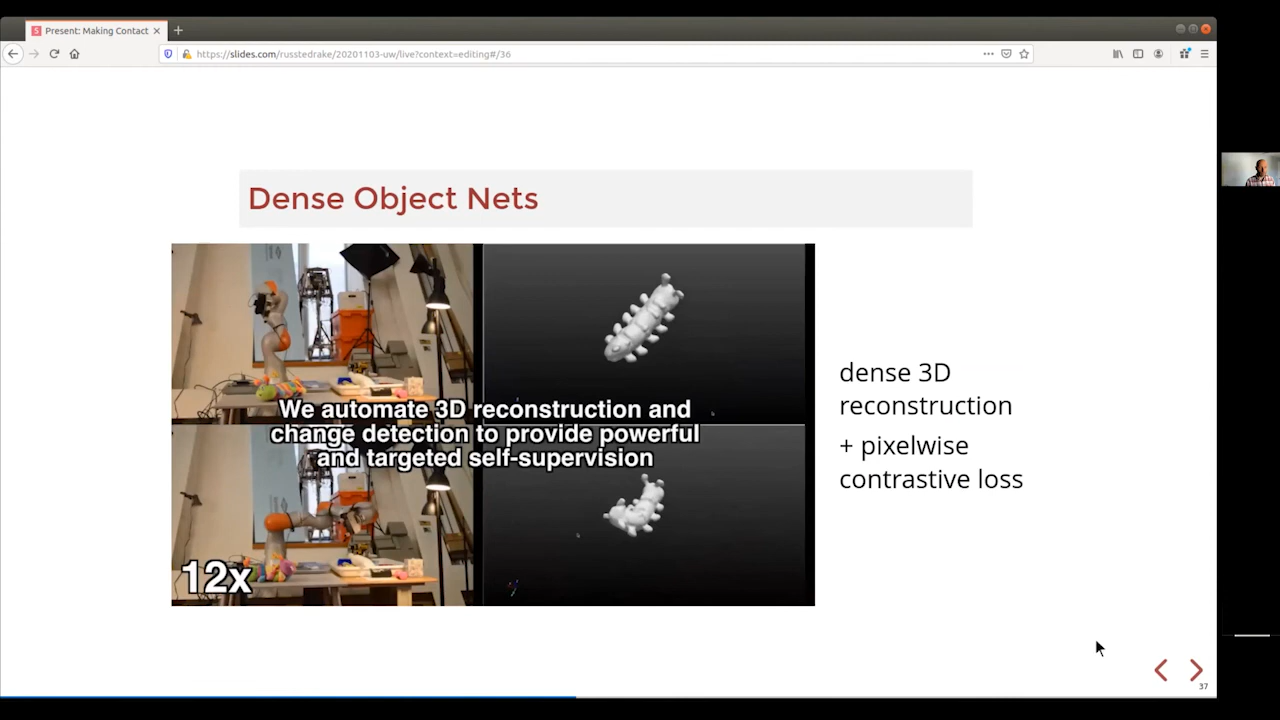 Present: Making Contact
https://slides.com/russtedrake/20201103-uw/live?context=editing#/36
Dense Object Nets
We automate 3D reconstruction and
change detection to provide powerful
and targeted self-supervision
12x
dense 3D
reconstruction
+ pixelwise
contrastive loss
37